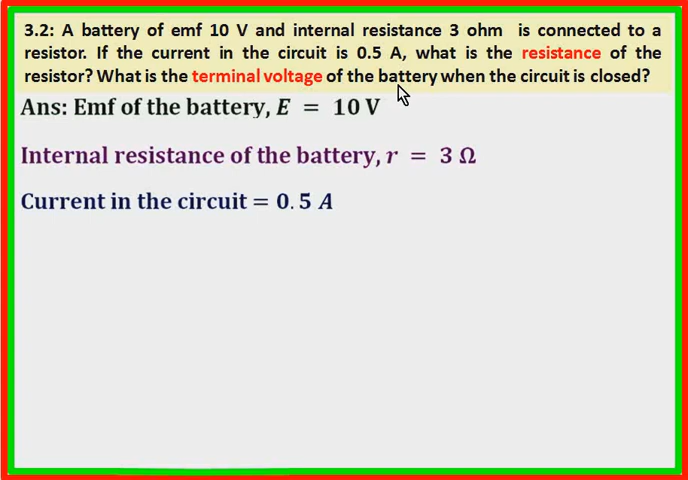 3.2: A battery of emf 10 V and internal resistance 3 ohm is connected to a
resistor. If the current in the circuit is 0.5 A, what is the resistance of the
resistor? What is the terminal voltage of the battery when the circuit is closed?
Ans: Emf of the battery, E = 10 V
Internal resistance of the battery, r = 3 Ω
Current in the circuit = 0. 5 A